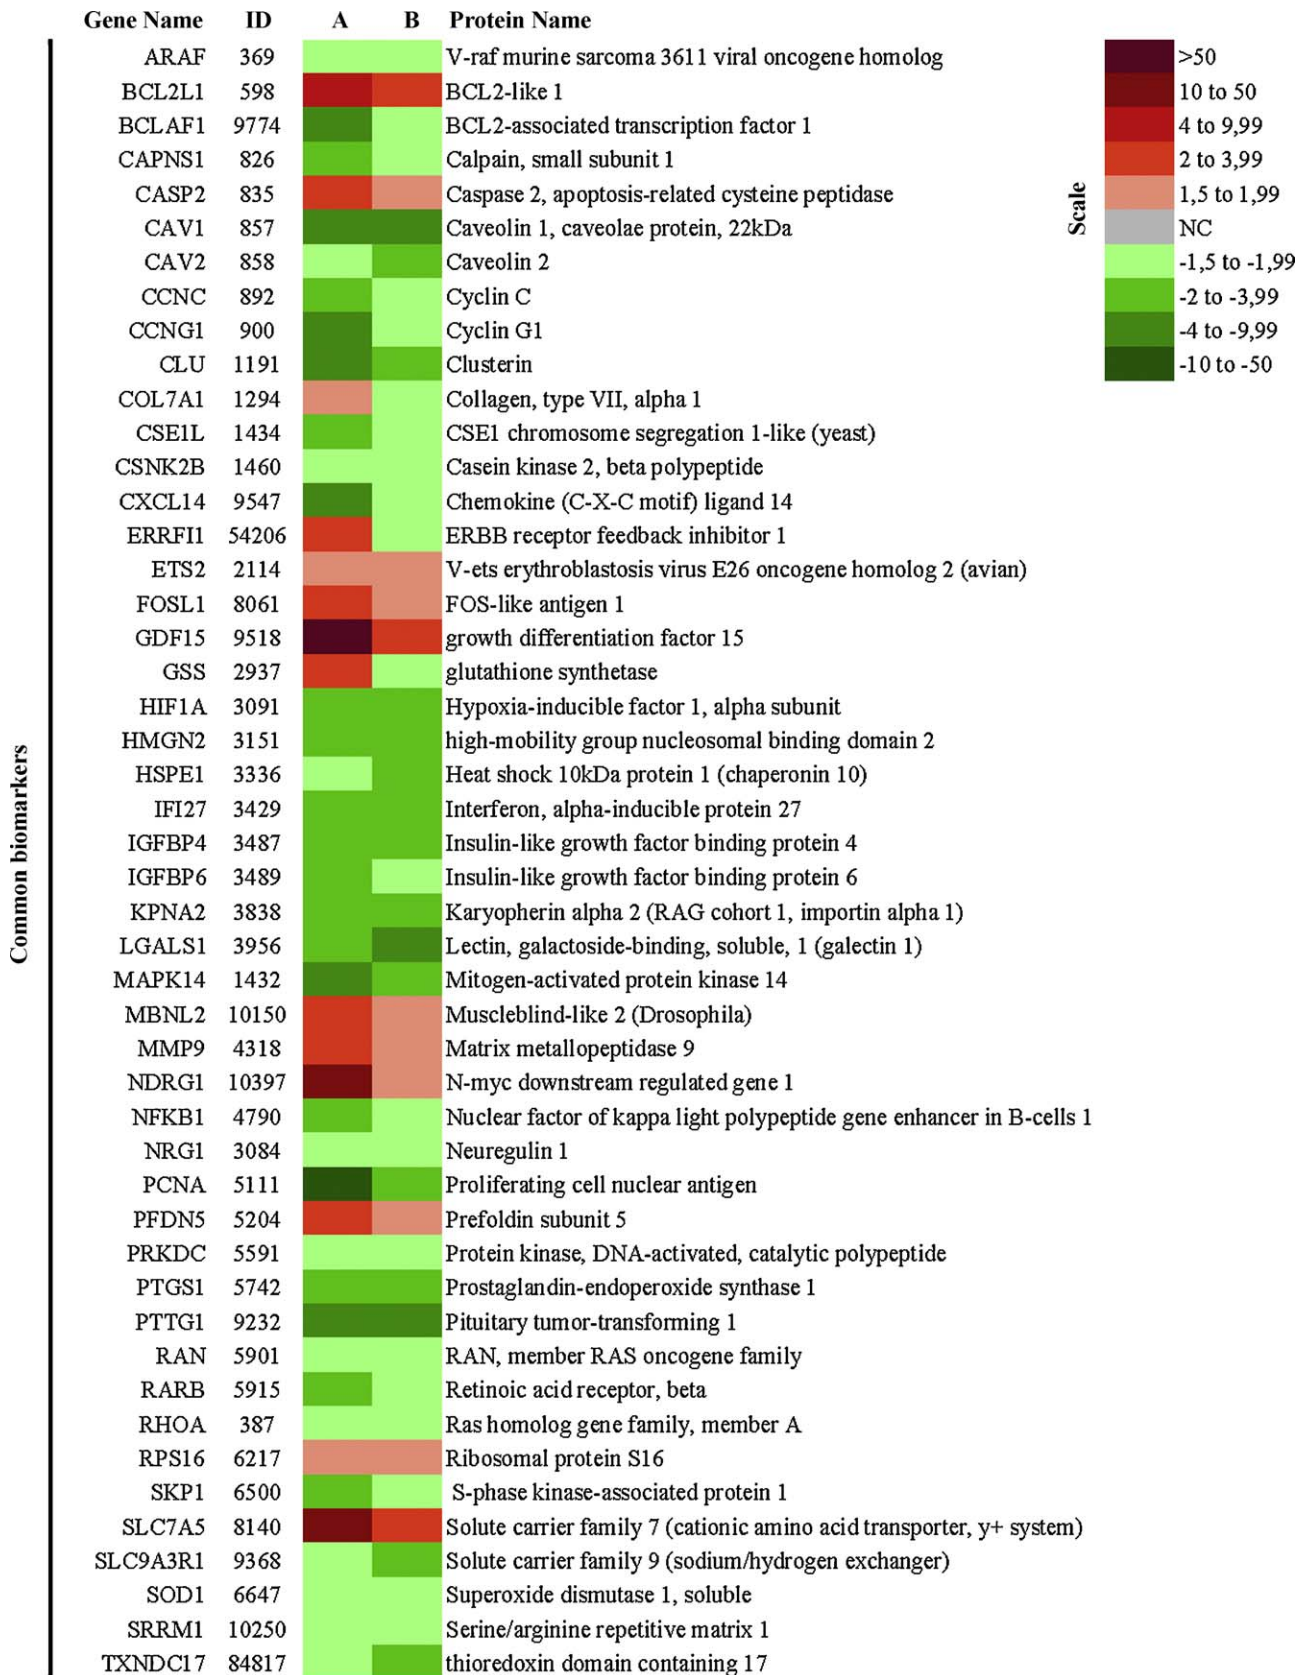 Gene Name ID A B Protein Name
ARAF 369 V-raf murine sarcoma 3611 viral oncogene homolog
BCL2L1 598 BCL2-like 1
BCLAF1 9774 BCL2-associated transcription factor 1
CAPNS1 826 Calpain, small subunit 1
CASP2 835 Caspase 2, apoptosis-related cysteine peptidase
CAV1 857 Caveolin 1, caveolae protein, 22kDa
CAV2 858 Caveolin 2
CCNC 892 Cyclin C
CCNG1 900 Cyclin G1
CLU 1191 Clusterin
COL7A1 1294 Collagen, type VII, alpha 1
CSE1L 1434 CSE1 chromosome segregation 1-like (yeast)
CSNK2B 1460 Casein kinase 2, beta polypeptide
CXCL14 9547 Chemokine (C-X-C motif) ligand 14
ERRFI1 54206 ERBB receptor feedback inhibitor 1
ETS2 2114 V-ets erythroblastosis virus E26 oncogene homolog 2 (avian)
FOSL1 8061 FOS-like antigen 1
GDF15 9518 growth differentiation factor 15
GSS 2937 glutathione synthetase
HIF1A 3091 Hypoxia-inducible factor 1, alpha subunit
HMGN2 3151 high-mobility group nucleosomal binding domain 2
HSPE1 3336 Heat shock 10kDa protein 1 (chaperonin 10)
IFI27 3429 Interferon, alpha-inducible protein 27
IGFBP4 3487 Insulin-like growth factor binding protein 4
IGFBP6 3489 Insulin-like growth factor binding protein 6
KPNA2 3838 Karyopherin alpha 2 (RAG cohort 1, importin alpha 1)
LGALS1 3956 Lectin, galactoside-binding, soluble, 1 (galectin 1)
MAPK14 1432 Mitogen-activated protein kinase 14
MBNL2 10150 Muscleblind-like 2 (Drosophila)
MMP9 4318 Matrix metallopeptidase 9
NDRG1 10397 N-myc downstream regulated gene 1
NFKB1 4790 Nuclear factor of kappa light polypeptide gene enhancer in B-cells 1
NRG1 3084 Neuregulin 1
PCNA 5111 Proliferating cell nuclear antigen
PFDN5 5204 Prefoldin subunit 5
PRKDC 5591 Protein kinase, DNA-activated, catalytic polypeptide
PTGS1 5742 Prostaglandin-endoperoxide synthase 1
PTTG1 9232 Pituitary tumor-transforming 1
RAN 5901 RAN, member RAS oncogene family
RARB 5915 Retinoic acid receptor, beta
RHOA 387 Ras homolog gene family, member A
RPS16 6217 Ribosomal protein S16
SKP1 6500 S-phase kinase-associated protein 1
SLC7A5 8140 Solute carrier family 7 (cationic amino acid transporter, y+ system)
SLC9A3R1 9368 Solute carrier family 9 (sodium/hydrogen exchanger)
SOD1 6647 Superoxide dismutase 1, soluble
SRRM1 10250 Serine/arginine repetitive matrix 1
TXNDC17 84817 thioredoxin domain containing 17
Common biomarkers
Scale
>50
10 to 50
4 to 9,99
2 to 3,99
1,5 to 1,99
NC
-1,5 to -1,99
-2 to -3,99
-4 to -9,99
-10 to -50